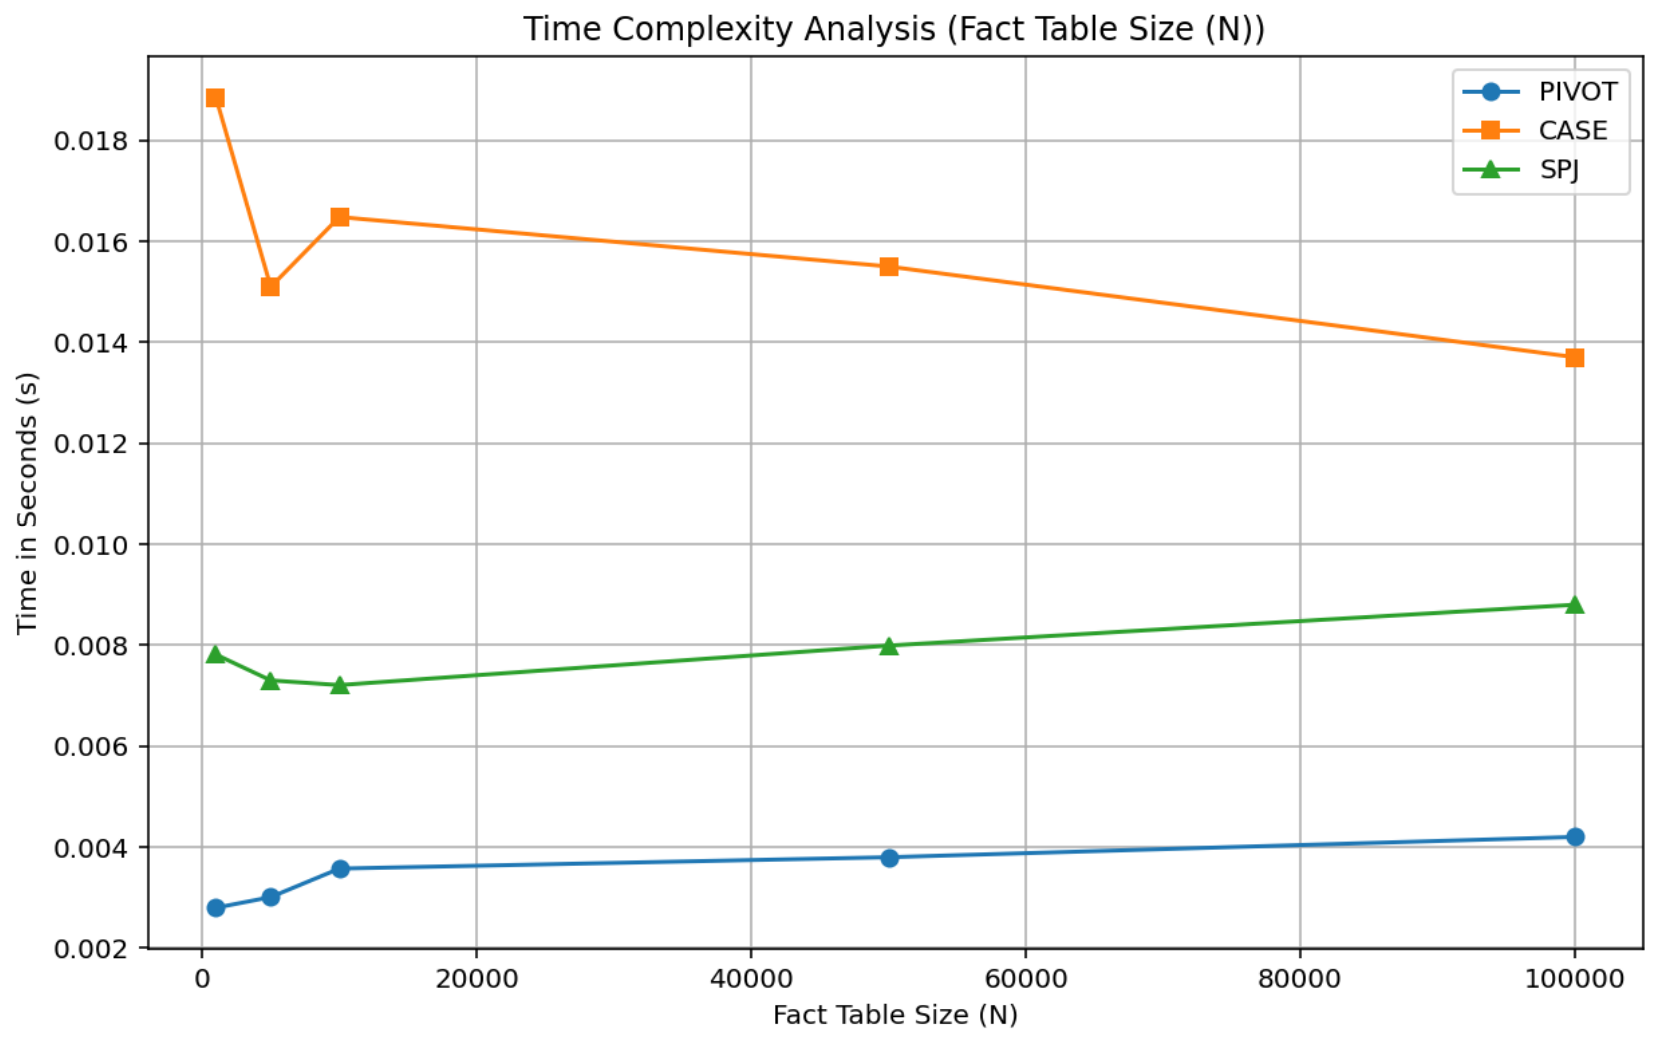 Time Complexity Analysis (Fact Table Size (N))
PIVOT
CASE
SPJ
Time in Seconds (s)
0.018
0.016
0.014
0.012
0.010
0.008
0.006
0.004
0.002
0 20000 40000 60000 80000 100000
Fact Table Size (N)